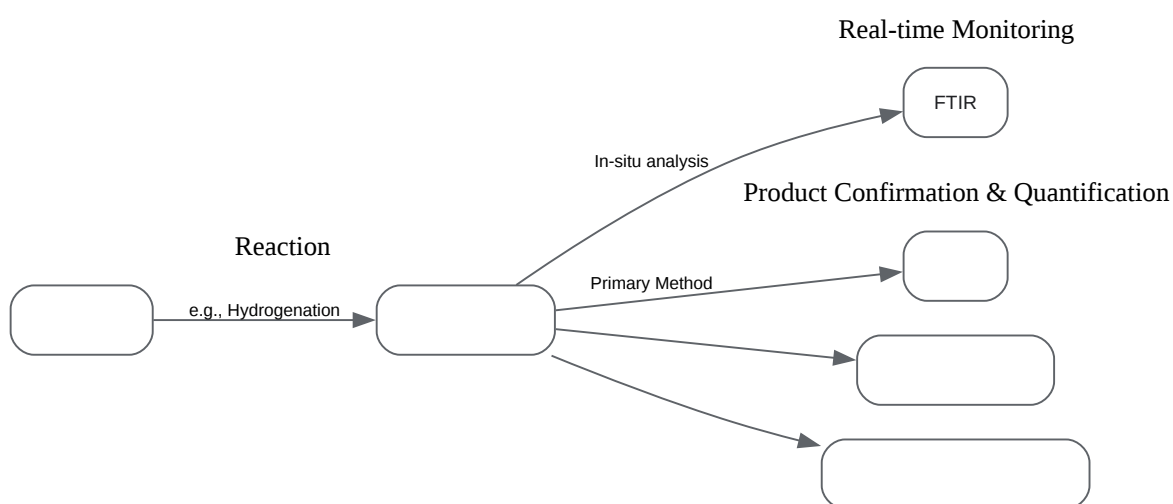 Real-time Monitoring
FTIR
In-situ analysis
Product Confirmation & Quantification
Reaction
Primary Method
e.g., Hydrogenation